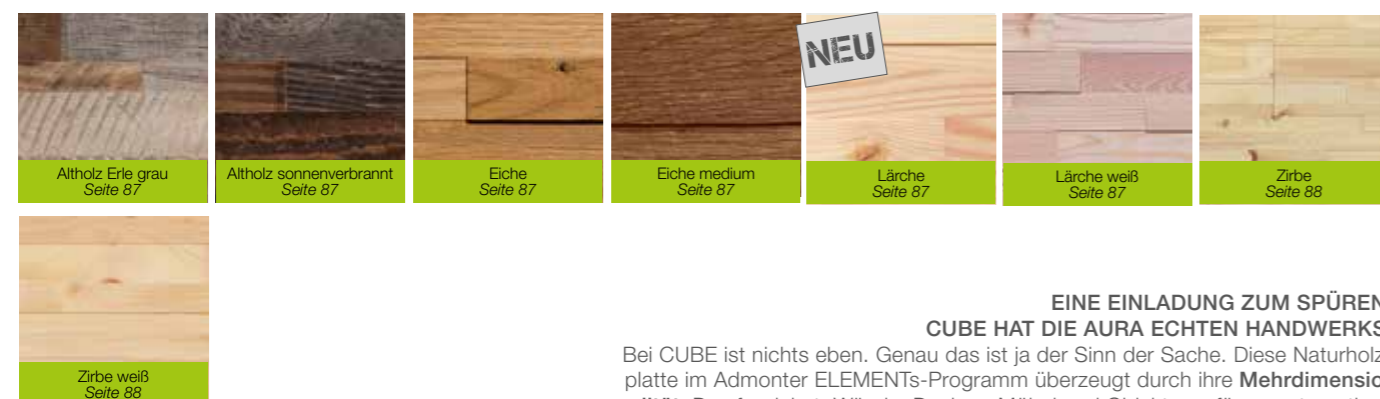 NEU
Altholz Erle grau
Seite 87
Altholz sonnenverbrannt
Seite 87
Eiche
Seite 87
Eiche medium
Seite 87
Lärche
Seite 87
Lärche weiß
Seite 87
Zirbe
Seite 88
Zirbe weiß
Seite 88
EINE EINLADUNG ZUM SPÜREN
CUBE HAT DIE AURA ECHTEN HANDWERKS
Bei CUBE ist nichts eben. Genau das ist ja der Sinn der Sache. Diese Naturholz
platte im Admonter ELEMENTs-Programm überzeugt durch ihre Mehrdimensio